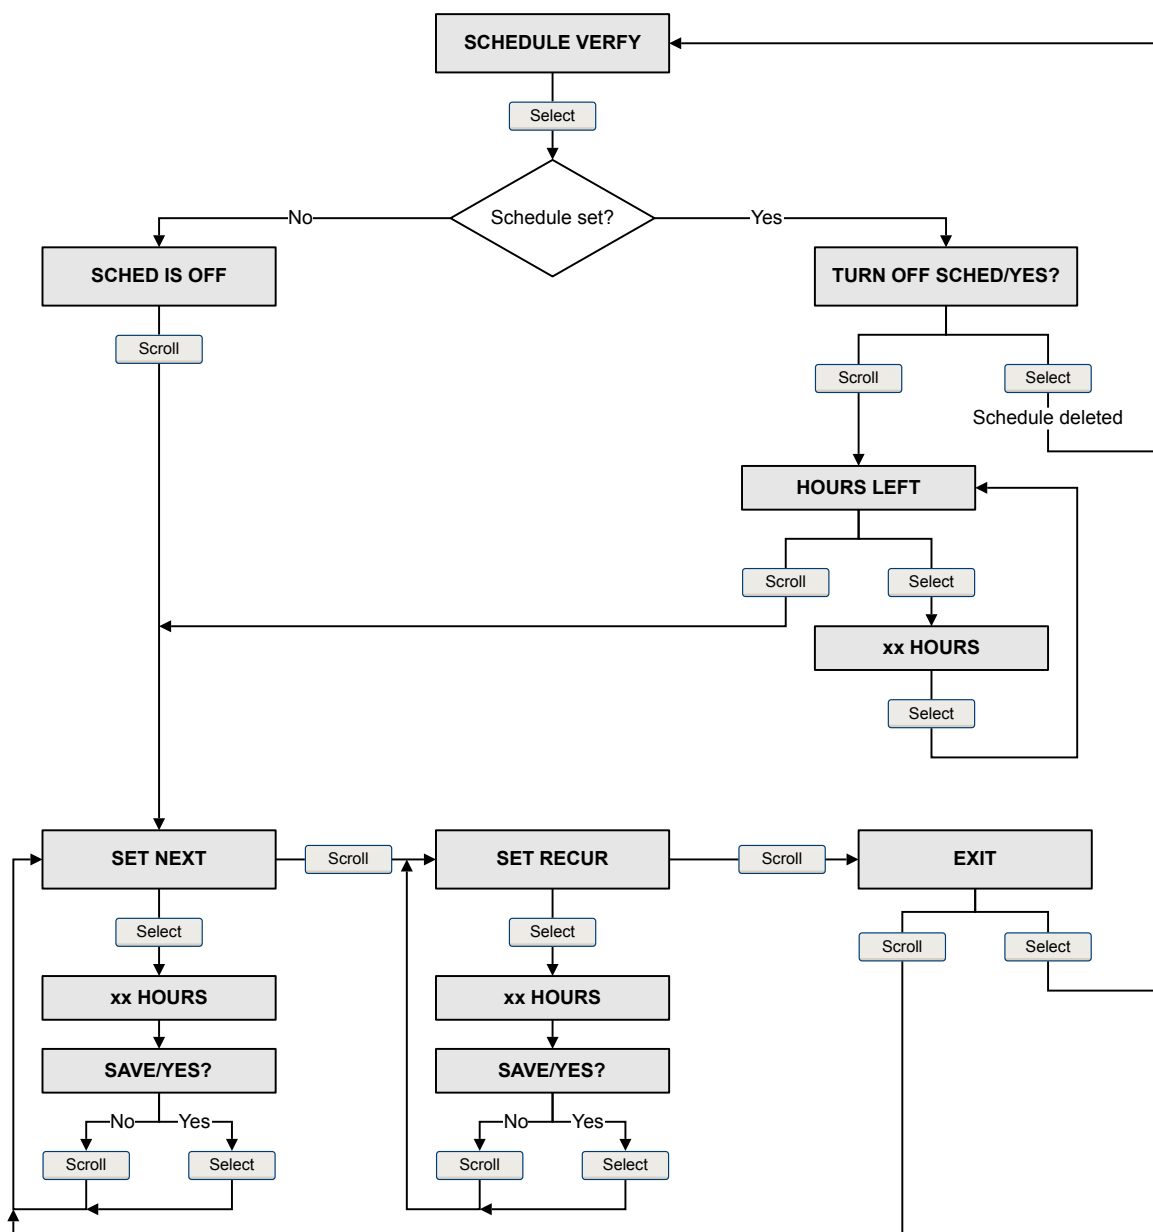 SCHEDULE VERFY
Select
Schedule set?
No
Yes
SCHED IS OFF
TURN OFF SCHED/YES?
Scroll
Scroll
Select
Schedule deleted
HOURS LEFT
Scroll
Select
xx HOURS
Select
SET NEXT
Scroll
SET RECUR
Scroll
EXIT
Select
Select
Scroll
Select
xx HOURS
xx HOURS
SAVE/YES?
SAVE/YES?
No
Yes
No
Yes
Scroll
Select
Scroll
Select